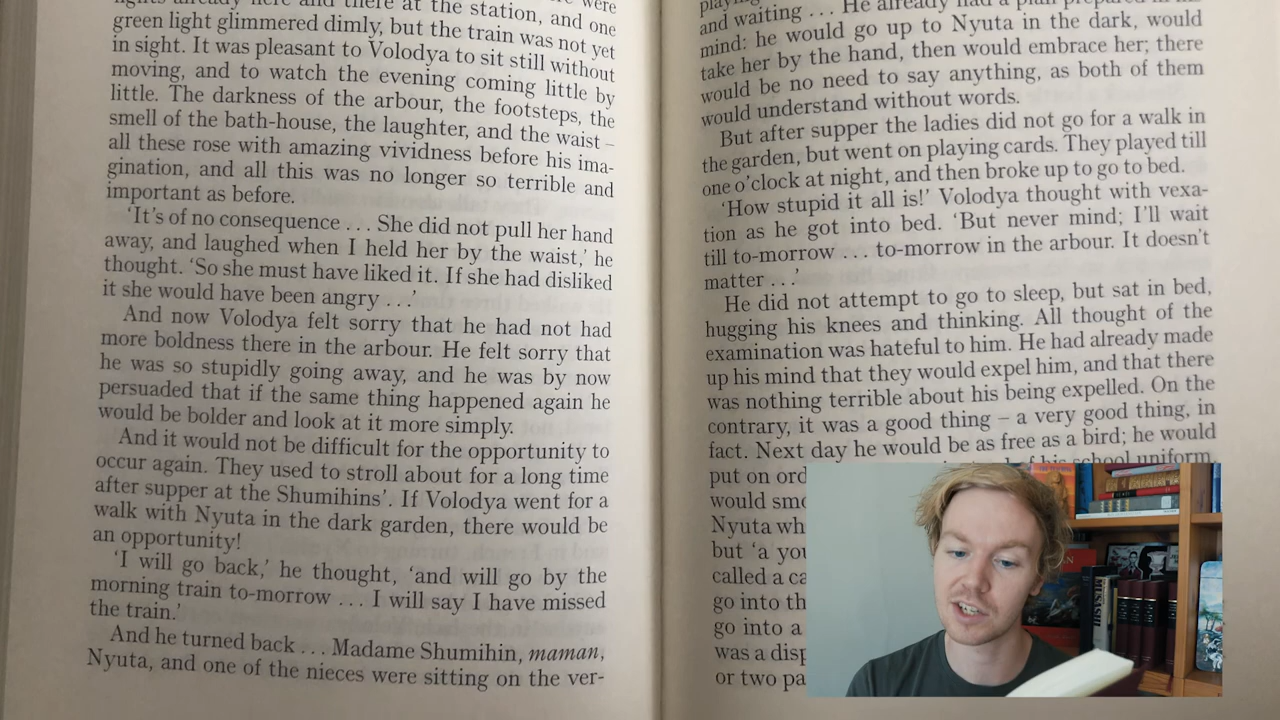 lights already here and there at the station, and one
green light glimmered dimly, but the train was not yet
in sight. It was pleasant to Volodya to sit still without
moving, and to watch the evening coming little by
little. The darkness of the arbour, the footsteps, the
smell of the bath-house, the laughter, and the waist –
all these rose with amazing vividness before his ima-
gination, and all this was no longer so terrible and
important as before.
‘It’s of no consequence . . . She did not pull her hand
away, and laughed when I held her by the waist,’ he
thought. ‘So she must have liked it. If she had disliked
it she would have been angry . . .’
And now Volodya felt sorry that he had not had
more boldness there in the arbour. He felt sorry that
he was so stupidly going away, and he was by now
persuaded that if the same thing happened again he
would be bolder and look at it more simply.
And it would not be difficult for the opportunity to
occur again. They used to stroll about for a long time
after supper at the Shumihins’. If Volodya went for a
walk with Nyuta in the dark garden, there would be
an opportunity!
‘I will go back,’ he thought, ‘and will go by the
morning train to-morrow . . . I will say I have missed
the train.’
And he turned back . . . Madame Shumihin, maman,
Nyuta, and one of the nieces were sitting on the ver-
and waiting . . . He already had a plan prepared in his
mind: he would go up to Nyuta in the dark, would
take her by the hand, then would embrace her; there
would be no need to say anything, as both of them
would understand without words.
But after supper the ladies did not go for a walk in
the garden, but went on playing cards. They played till
one o’clock at night, and then broke up to go to bed.
‘How stupid it all is!’ Volodya thought with vexa-
tion as he got into bed. ‘But never mind; I’ll wait
till to-morrow . . . to-morrow in the arbour. It doesn’t
matter . . .’
He did not attempt to go to sleep, but sat in bed,
hugging his knees and thinking. All thought of the
examination was hateful to him. He had already made
up his mind that they would expel him, and that there
was nothing terrible about his being expelled. On the
contrary, it was a good thing – a very good thing, in
fact. Next day he would be as free as a bird; he would
put on ord of his school uniform,
would smo
Nyuta wh
but ‘a you
called a ca
go into th
go into a
was a disp
or two pa
MUSASHI